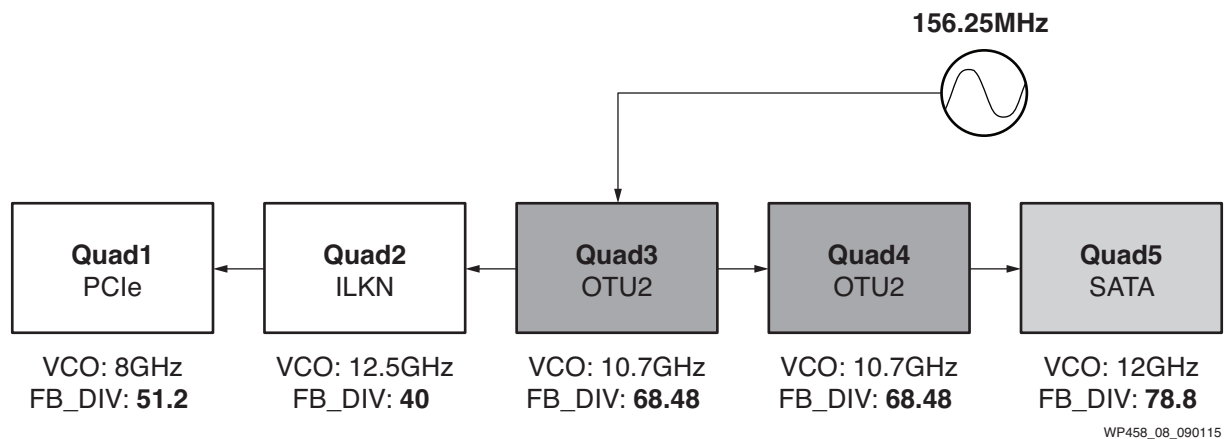 156.25MHz
Quad1
PCIe
Quad2
ILKN
Quad3
OTU2
Quad4
OTU2
Quad5
SATA
VCO: 8GHz
FB_DIV: 51.2
VCO: 12.5GHz
FB_DIV: 40
VCO: 10.7GHz
FB_DIV: 68.48
VCO: 10.7GHz
FB_DIV: 68.48
VCO: 12GHz
FB_DIV: 78.8
WP458_08_090115